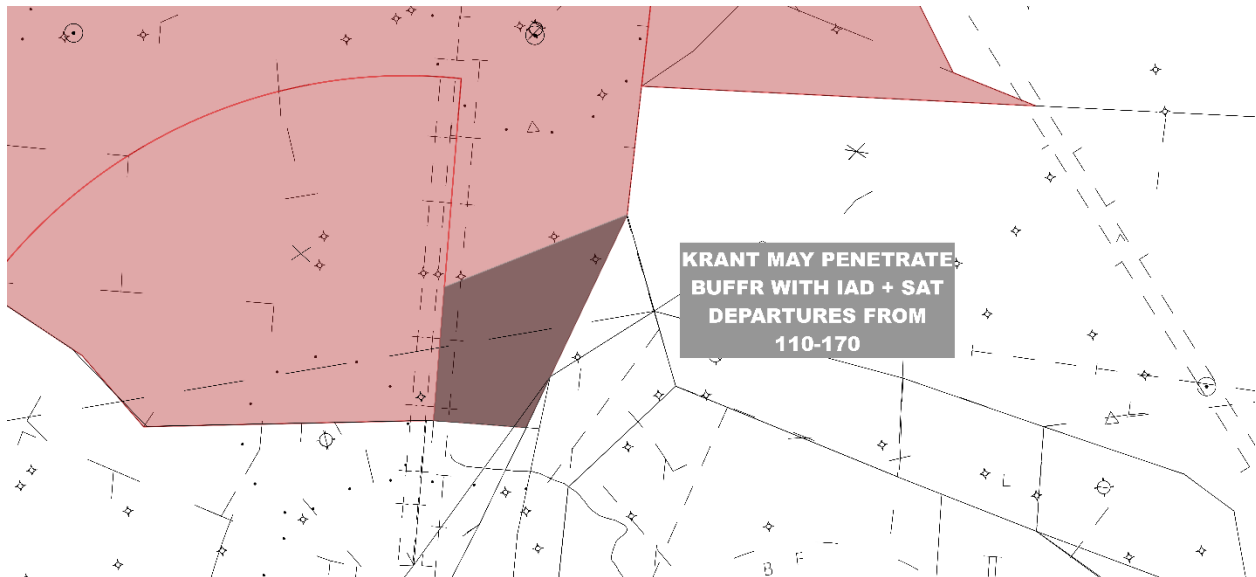 KRANT MAY PENETRATE
BUFFR WITH IAD + SAT
DEPARTURES FROM
110-170
L
B F